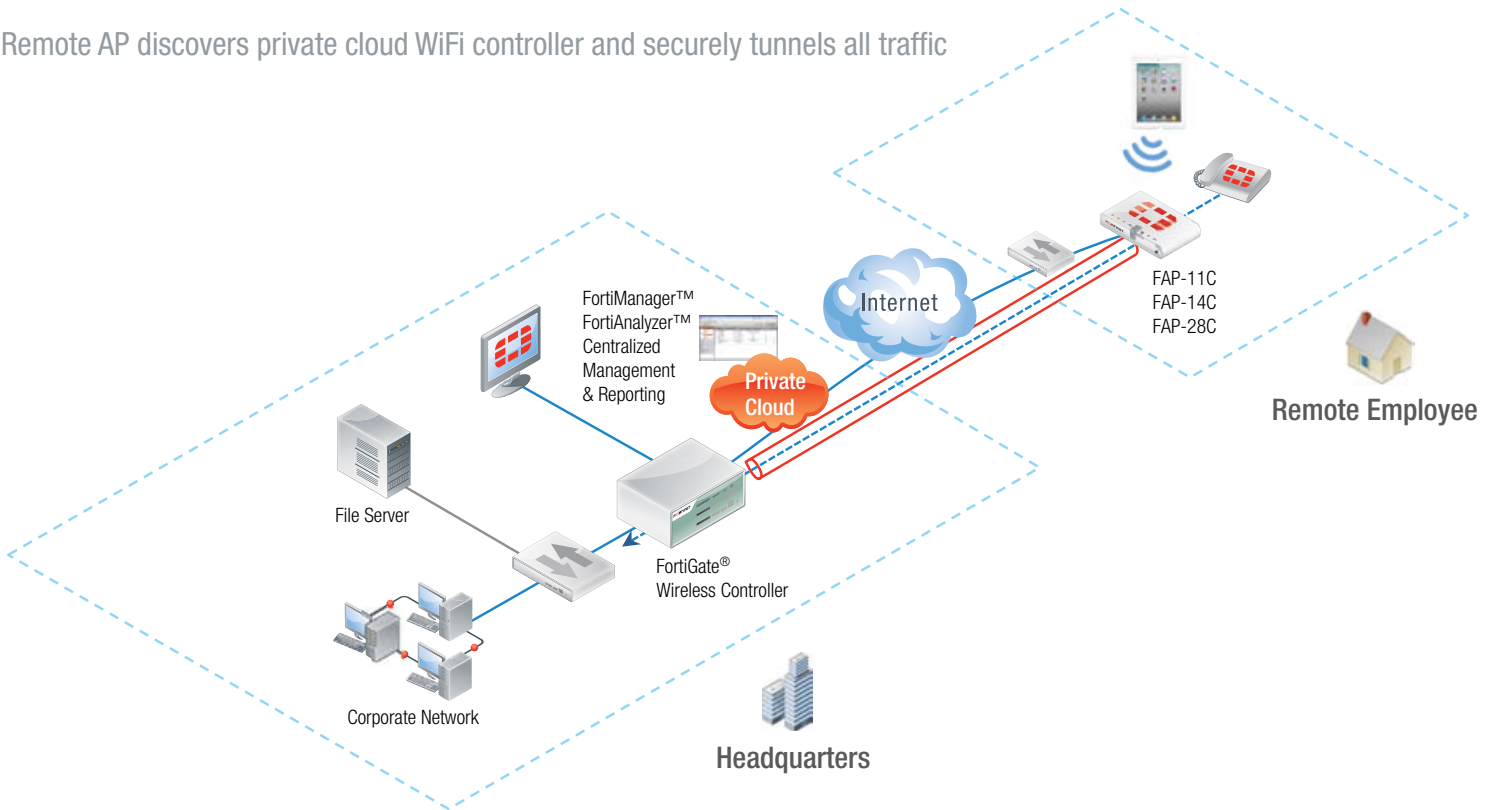 Remote AP discovers private cloud WiFi controller and securely tunnels all traffic
FortiManager™
FortiAnalyzer™
Centralized
Management
& Reporting
Private
Cloud
Internet
FAP-11C
FAP-14C
FAP-28C
Remote Employee
File Server
FortiGate®
Wireless Controller
Corporate Network
Headquarters